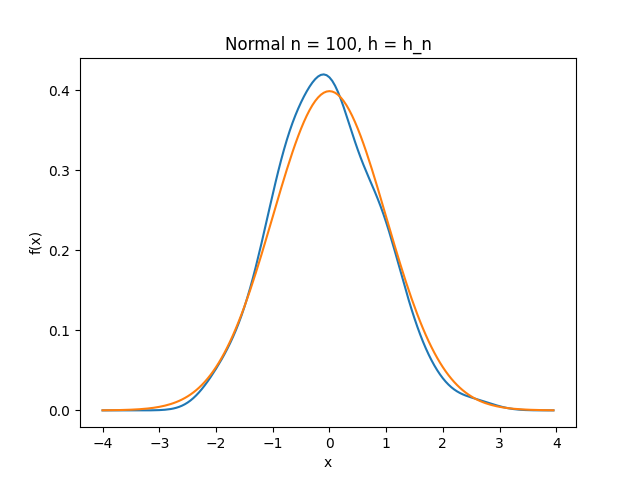 Normal n = 100, h = h_n
f(x)
0.4
0.3
0.2
0.1
0.0
−4 −3 −2 −1 0 1 2 3 4
x